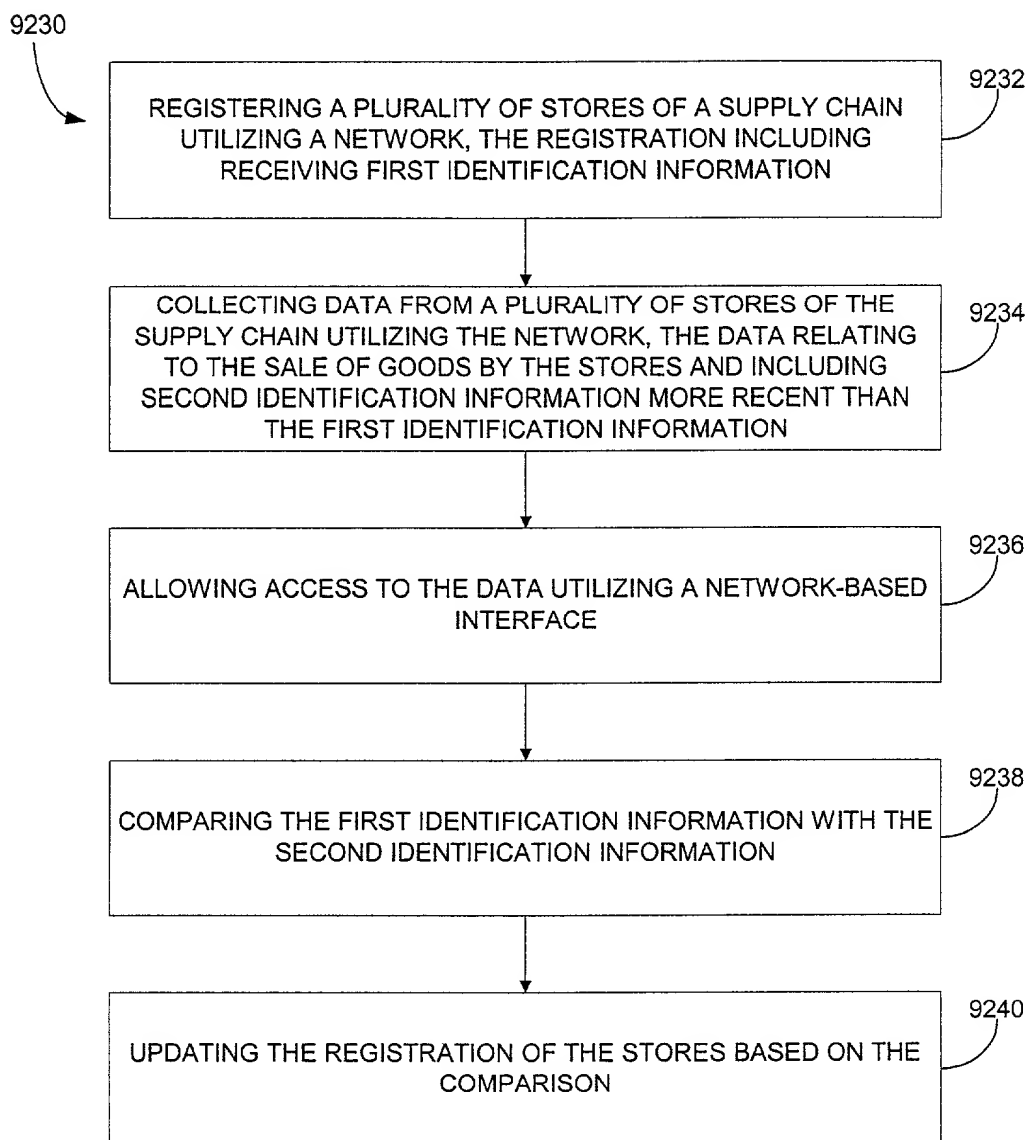 9230
9232
REGISTERING A PLURALITY OF STORES OF A SUPPLY CHAIN
UTILIZING A NETWORK, THE REGISTRATION INCLUDING
RECEIVING FIRST IDENTIFICATION INFORMATION
9234
COLLECTING DATA FROM A PLURALITY OF STORES OF THE
SUPPLY CHAIN UTILIZING THE NETWORK, THE DATA RELATING
TO THE SALE OF GOODS BY THE STORES AND INCLUDING
SECOND IDENTIFICATION INFORMATION MORE RECENT THAN
THE FIRST IDENTIFICATION INFORMATION
9236
ALLOWING ACCESS TO THE DATA UTILIZING A NETWORK-BASED
INTERFACE
9238
COMPARING THE FIRST IDENTIFICATION INFORMATION WITH THE
SECOND IDENTIFICATION INFORMATION
9240
UPDATING THE REGISTRATION OF THE STORES BASED ON THE
COMPARISON